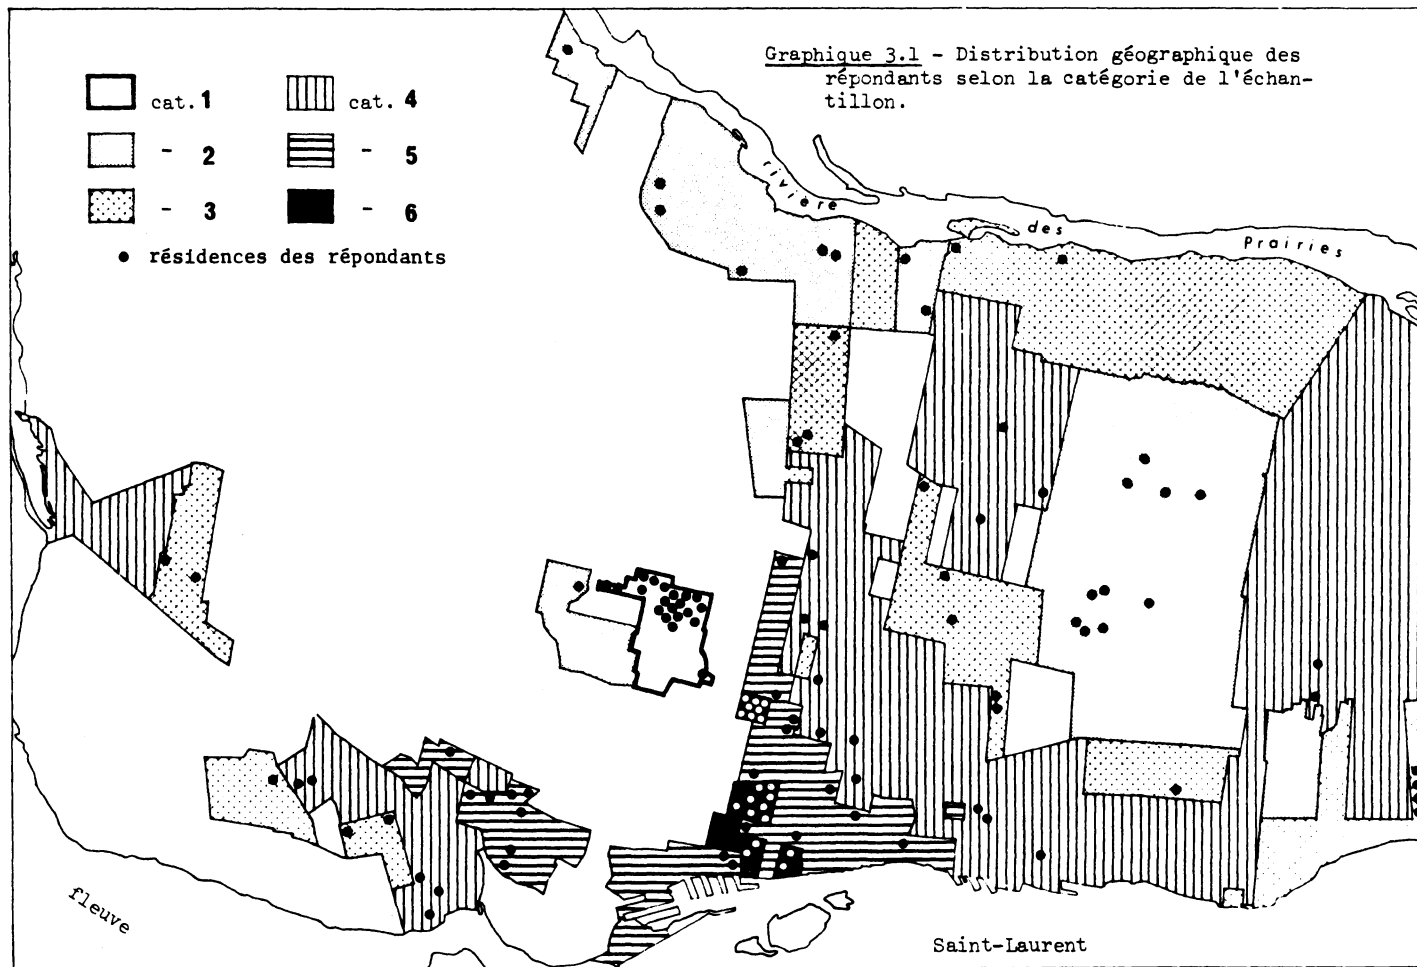 Graphique 3.1 - Distribution géographique des
répondants selon la catégorie de l'échan-
tillon.
cat. 1
cat. 4
- 2
- 5
- 3
- 6
● résidences des répondants
rivière
des
Prairies
fleuve
Saint-Laurent